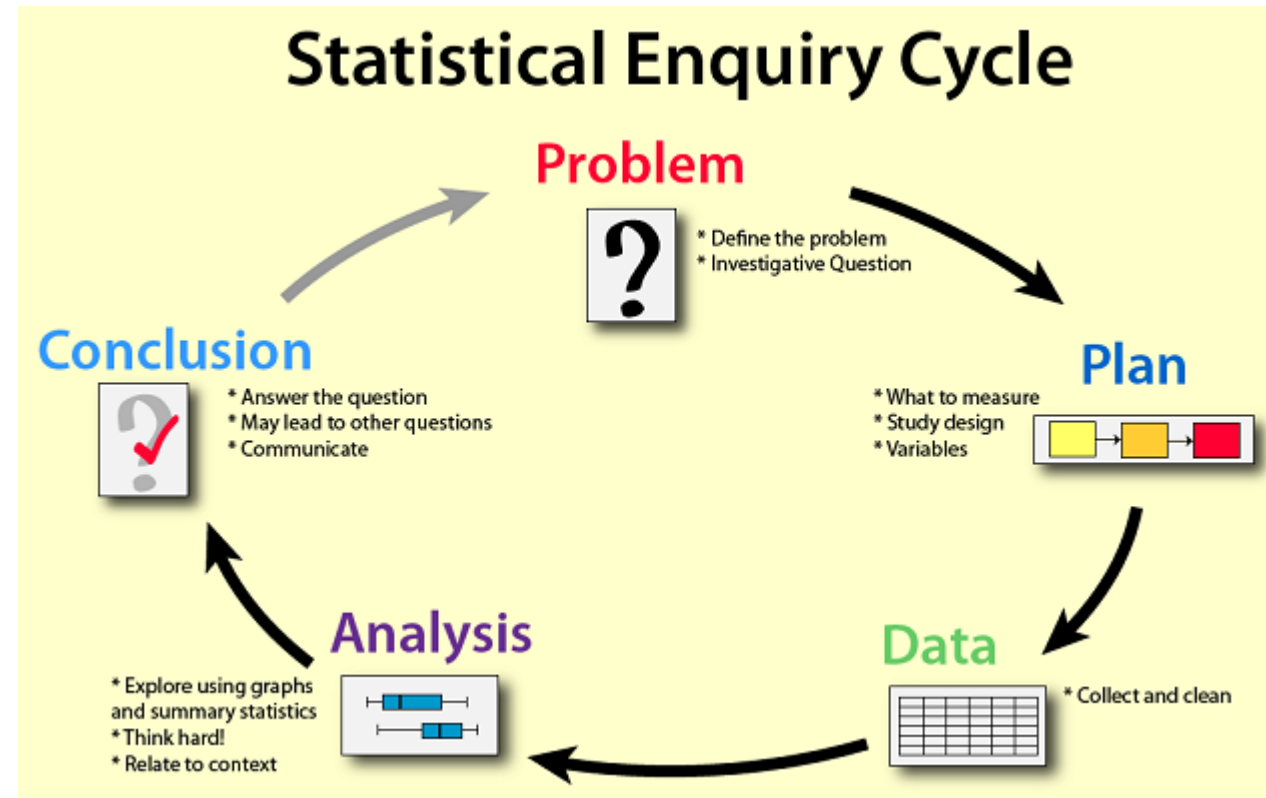 Statistical Enquiry Cycle
Problem
* Define the problem
* Investigative Question
Plan
* What to measure
* Study design
* Variables
Data
* Collect and clean
Analysis
* Explore using graphs
and summary statistics
* Think hard!
* Relate to context
Conclusion
* Answer the question
* May lead to other questions
* Communicate